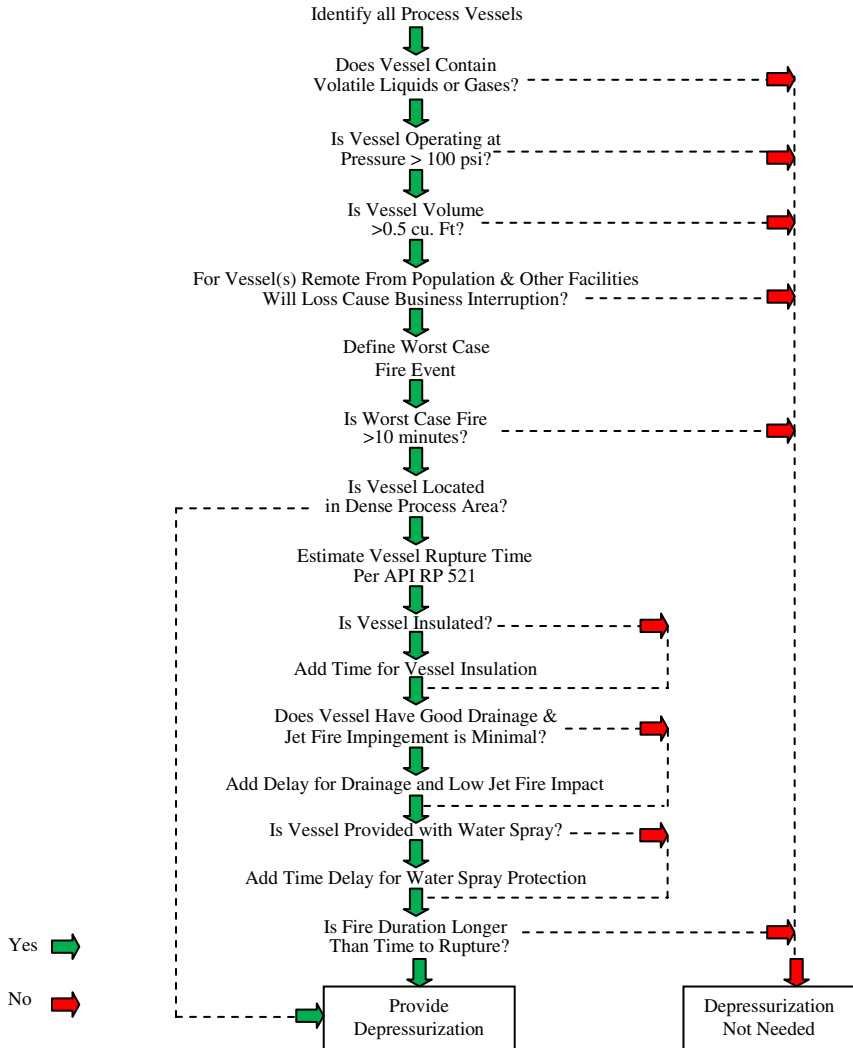 Identify all Process Vessels
Does Vessel Contain
Volatile Liquids or Gases?
Is Vessel Operating at
Pressure > 100 psi?
Is Vessel Volume
>0.5 cu. Ft?
For Vessel(s) Remote From Population & Other Facilities
Will Loss Cause Business Interruption?
Define Worst Case
Fire Event
Is Worst Case Fire
>10 minutes?
Is Vessel Located
in Dense Process Area?
Estimate Vessel Rupture Time
Per API RP 521
Is Vessel Insulated?
Add Time for Vessel Insulation
Does Vessel Have Good Drainage &
Jet Fire Impingement is Minimal?
Add Delay for Drainage and Low Jet Fire Impact
Is Vessel Provided with Water Spray?
Add Time Delay for Water Spray Protection
Is Fire Duration Longer
Than Time to Rupture?
Yes
No
Provide
Depressurization
Depressurization
Not Needed